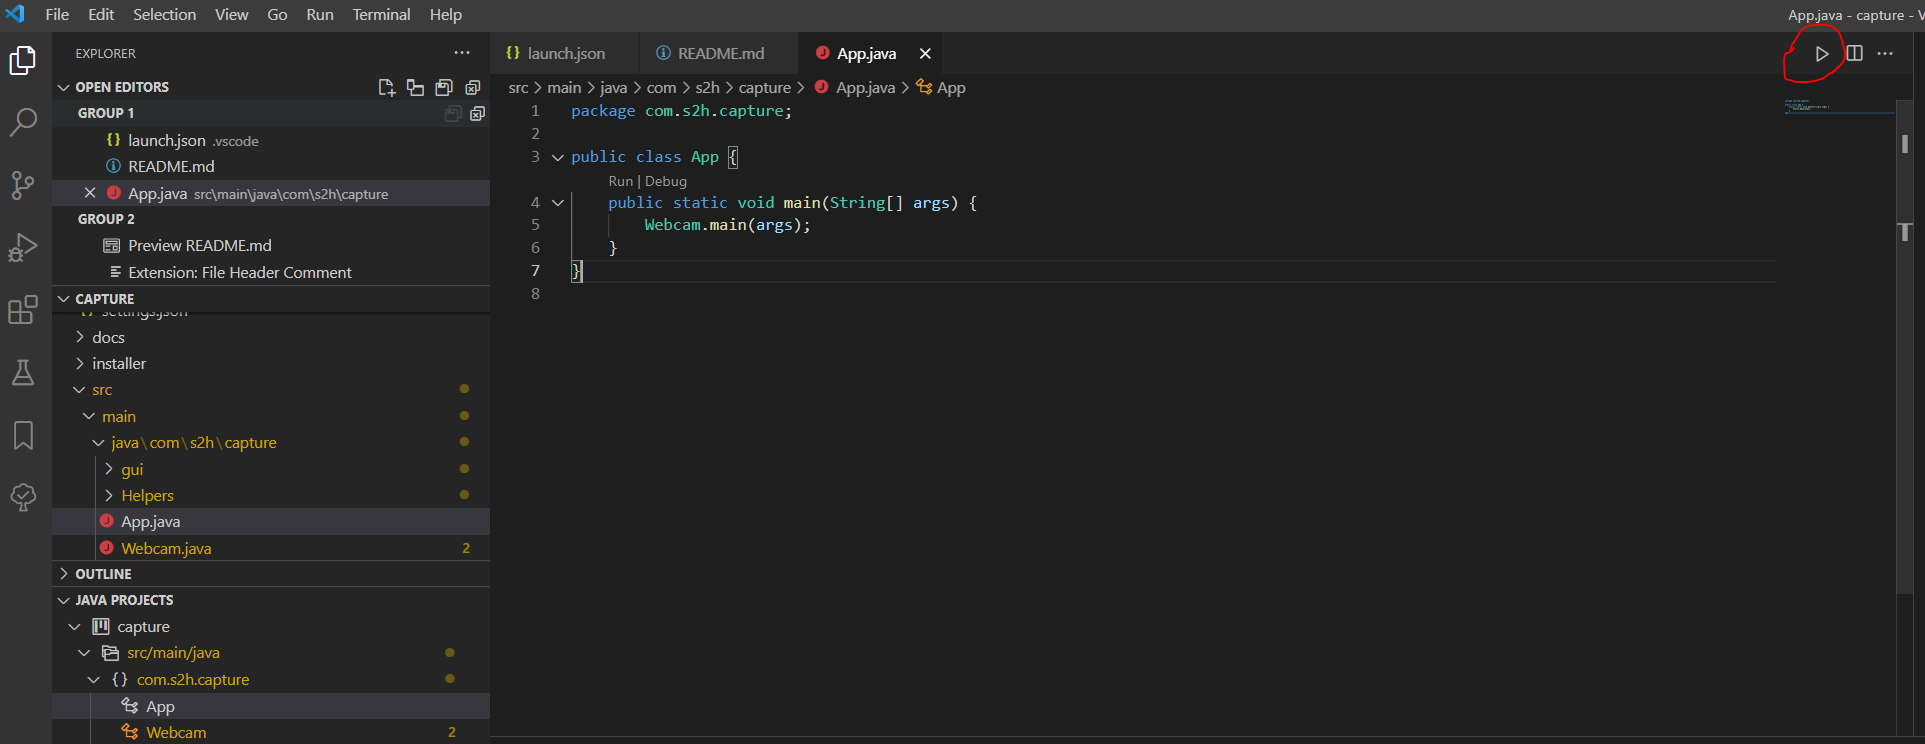 File Edit Selection View Go Run Terminal Help App.java - capture - V
EXPLORER ···
OPEN EDITORS
GROUP 1
launch.json .vscode
README.md
App.java src\main\java\com\s2h\capture
GROUP 2
Preview README.md
Extension: File Header Comment
CAPTURE
settings.json
docs
installer
src
main
java\com\s2h\capture
gui
Helpers
App.java
Webcam.java 2
OUTLINE
JAVA PROJECTS
capture
src/main/java
{} com.s2h.capture
App
Webcam 2
{} launch.json README.md App.java
src > main > java > com > s2h > capture > App.java > App
1 package com.s2h.capture;
2
3 public class App {
Run | Debug
4 public static void main(String[] args) {
5 Webcam.main(args);
6 }
7 }
8